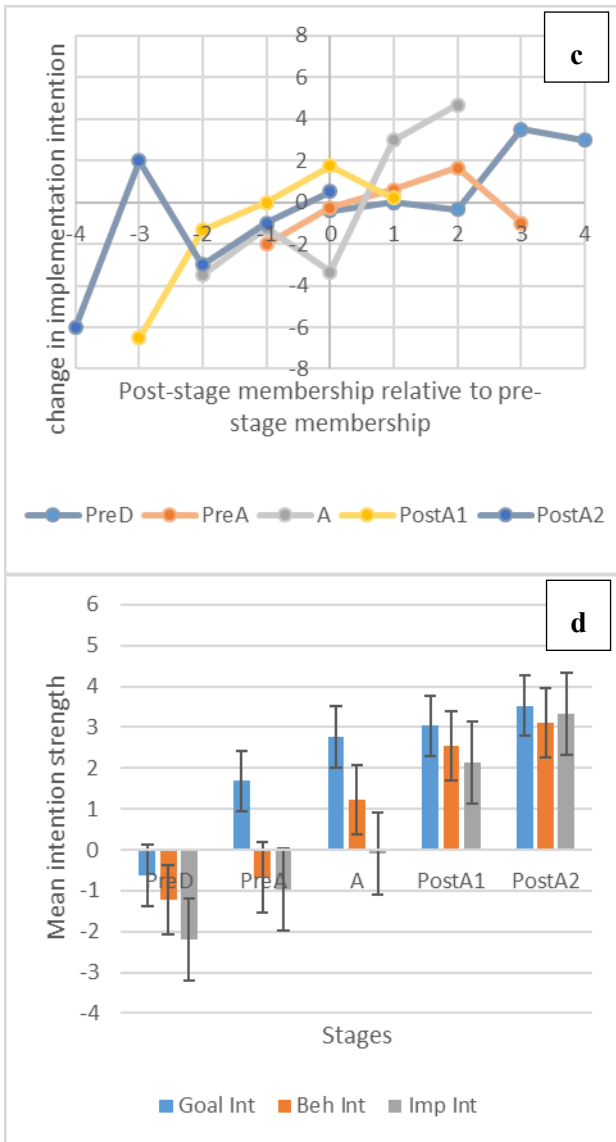 c
change in implementation intention
8
6
4
2
0
-2
-4
-6
-8
-4 -3 -2 -1 0 1 2 3 4
Post-stage membership relative to pre-
stage membership
PreD PreA A PostA1 PostA2
d
Mean intention strength
6
5
4
3
2
1
0
-1
-2
-3
-4
PreD PreA A PostA1 PostA2
Stages
Goal Int Beh Int Imp Int